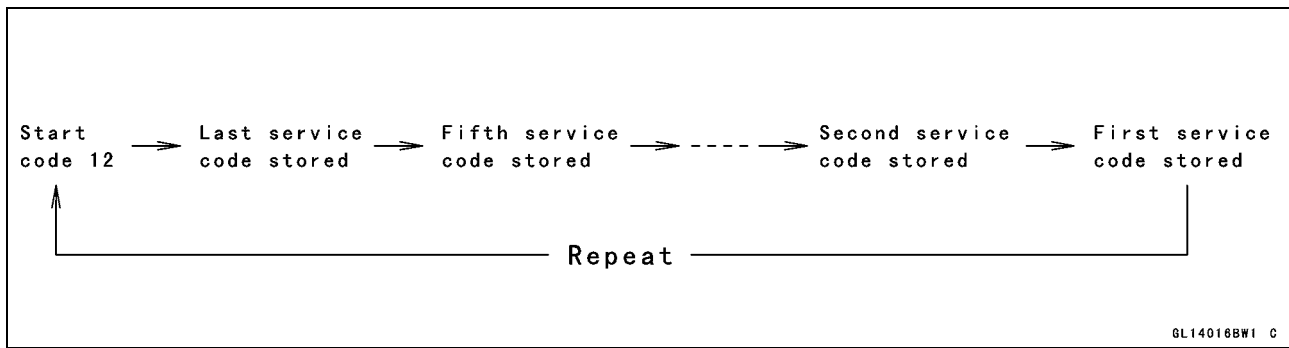 Start
code 12
Last service
code stored
Fifth service
code stored
Second service
code stored
First service
code stored
Repeat
GL14016BW1 C